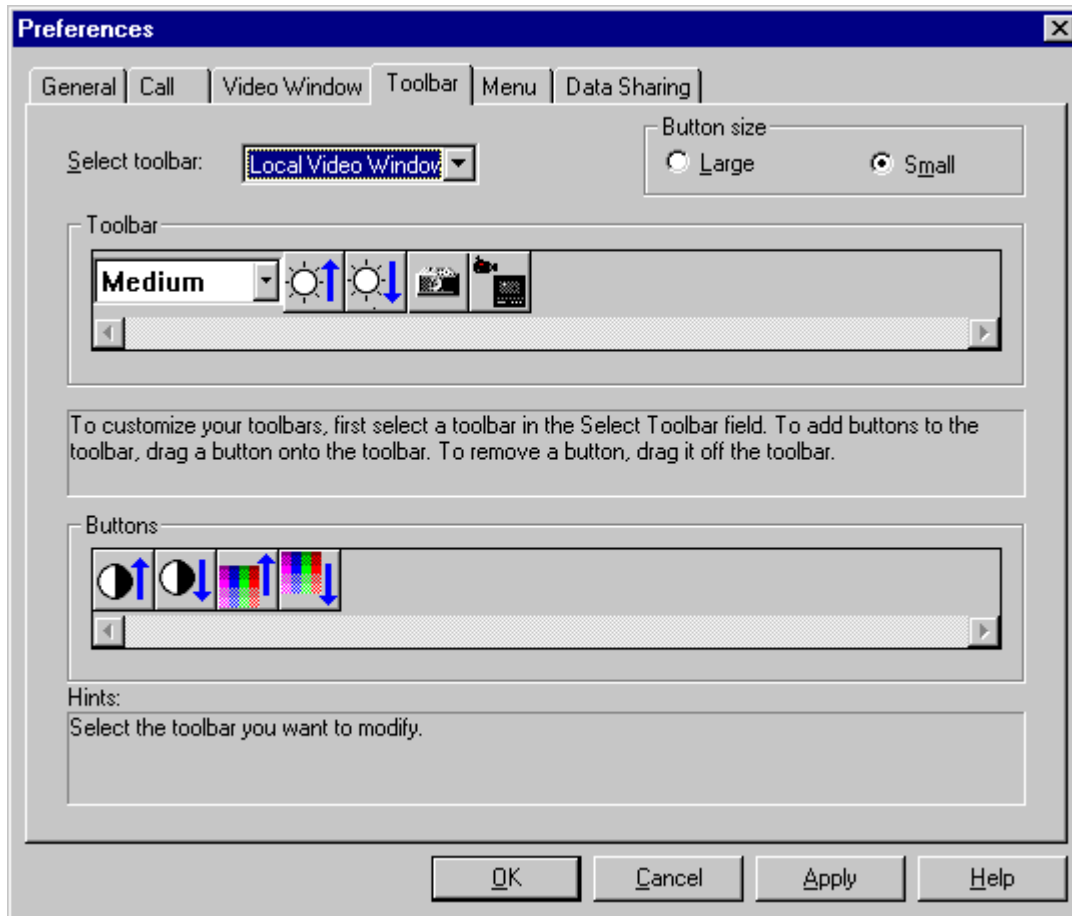 Preferences
General Call Video Window Toolbar Menu Data Sharing
Select toolbar: Local Video Window
Button size
Large Small
Toolbar
Medium
To customize your toolbars, first select a toolbar in the Select Toolbar field. To add buttons to the
toolbar, drag a button onto the toolbar. To remove a button, drag it off the toolbar.
Buttons
Hints:
Select the toolbar you want to modify.
OK Cancel Apply Help